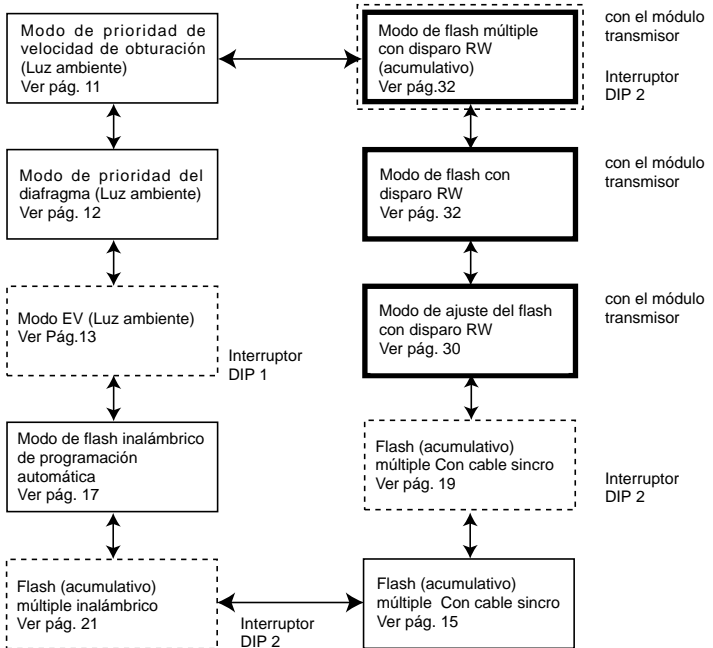 Modo de prioridad de
velocidad de obturación
(Luz ambiente)
Ver pág. 11
Modo de flash múltiple
con disparo RW
(acumulativo)
Ver pág.32
con el módulo
transmisor
Interruptor
DIP 2
Modo de prioridad del
diafragma (Luz ambiente)
Ver pág. 12
Modo de flash con
disparo RW
Ver pág. 32
con el módulo
transmisor
Modo EV (Luz ambiente)
Ver Pág.13
Interruptor
DIP 1
Modo de ajuste del flash
con disparo RW
Ver pág. 30
con el módulo
transmisor
Modo de flash inalámbrico
de programación
automática
Ver pág. 17
Flash (acumulativo)
múltiple Con cable sincro
Ver pág. 19
Interruptor
DIP 2
Flash (acumulativo)
múltiple inalámbrico
Ver pág. 21
Interruptor
DIP 2
Flash (acumulativo)
múltiple Con cable sincro
Ver pág. 15